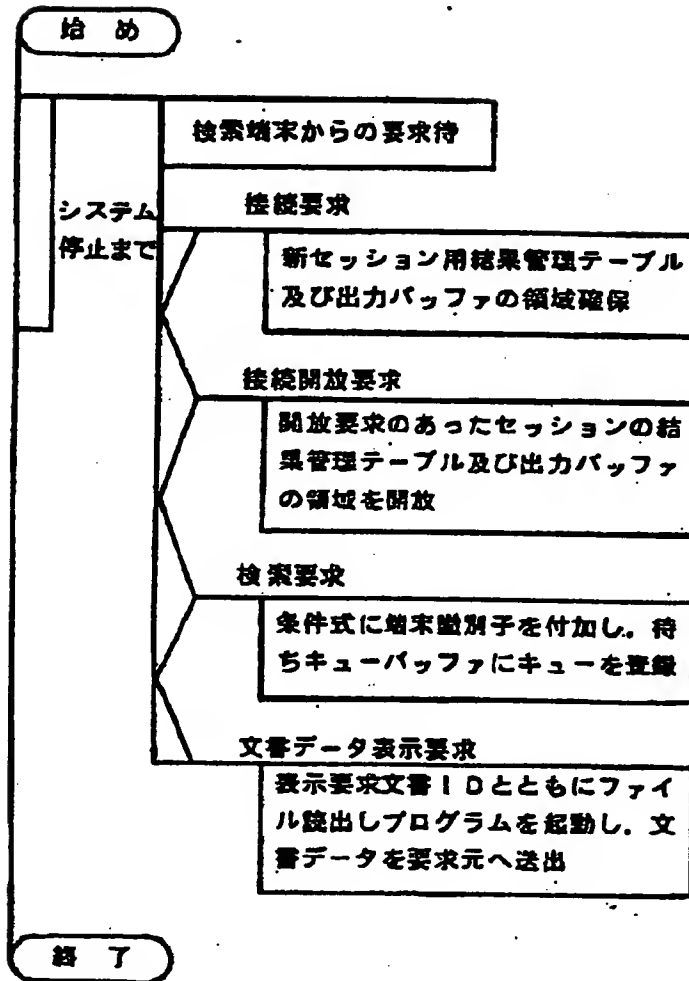 始め
検索端末からの要求待
システム
停止まで
接続要求
新セッション用結果管理テーブル
及び出力バッファの領域確保
接続開放要求
開放要求のあったセッションの結
果管理テーブル及び出力バッファ
の領域を開放
検索要求
条件式に端末識別子を付加し．待
ちキューバッファにキューを登録
文書データ表示要求
表示要求文書IDとともにファイ
ル読出しプログラムを起動し．文
書データを要求元へ送出
終了